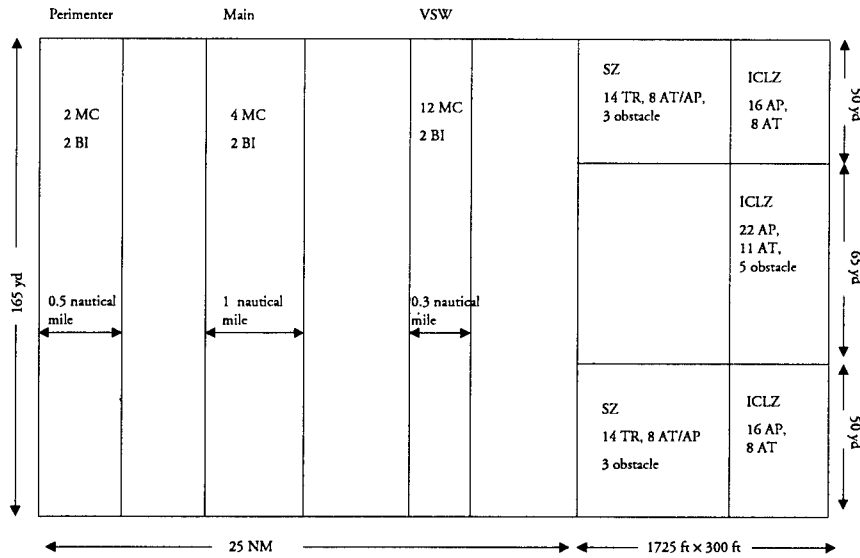 Perimenter
Main
VSW
2 MC
2 BI
4 MC
2 BI
12 MC
2 BI
SZ
14 TR, 8 AT/AP,
3 obstacle
ICLZ
16 AP,
8 AT
50 yd
ICLZ
22 AP,
11 AT,
5 obstacle
65 yd
165 yd
0.5 nautical
mile
1 nautical
mile
0.3 nautical
mile
SZ
14 TR, 8 AT/AP
3 obstacle
ICLZ
16 AP,
8 AT
50 yd
25 NM
1725 ft × 300 ft